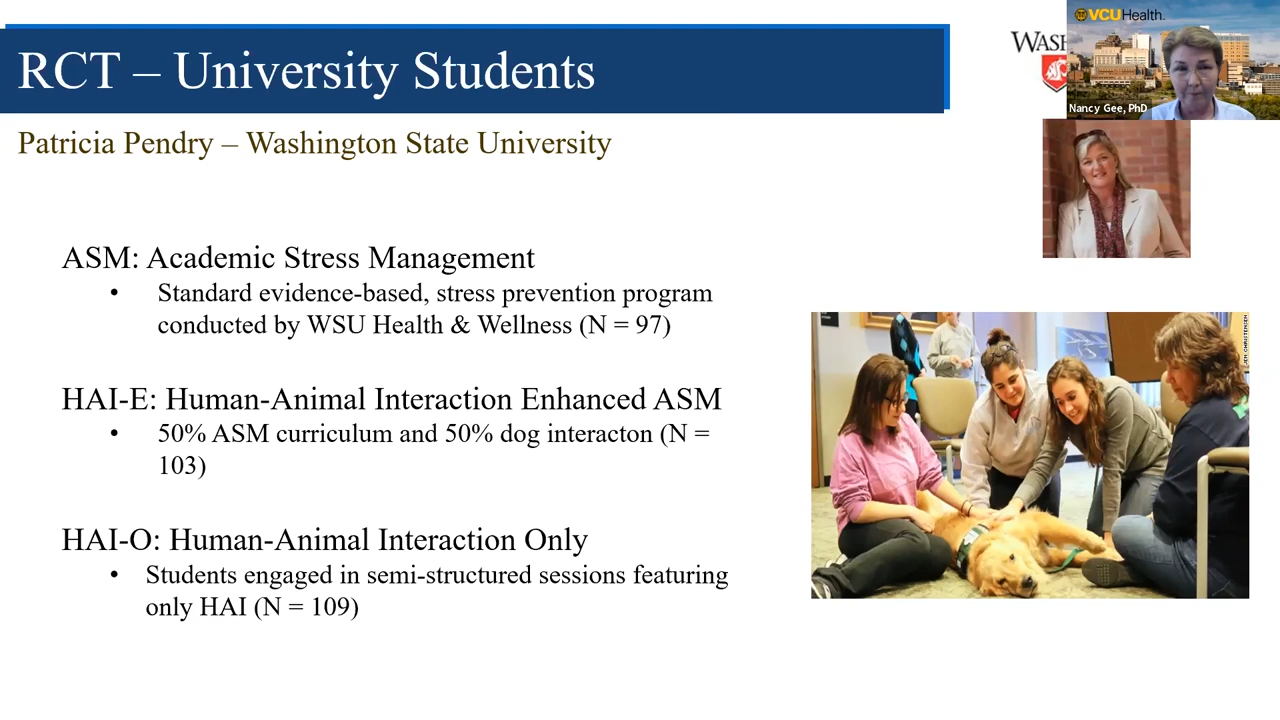 RCT – University Students
VCUHealth.
Nancy Gee, PhD
Patricia Pendry – Washington State University
ASM: Academic Stress Management
• Standard evidence-based, stress prevention program
conducted by WSU Health & Wellness (N = 97)
HAI-E: Human-Animal Interaction Enhanced ASM
• 50% ASM curriculum and 50% dog interacton (N =
103)
HAI-O: Human-Animal Interaction Only
• Students engaged in semi-structured sessions featuring
only HAI (N = 109)